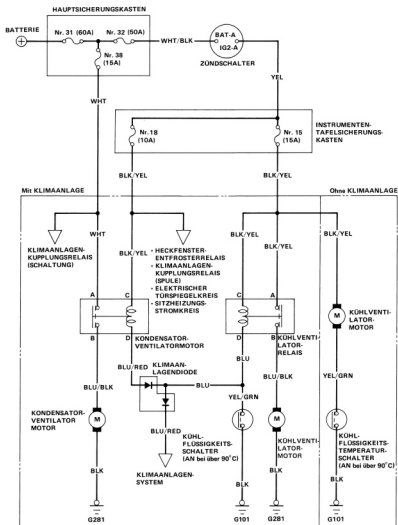 HAUPTSICHERUNGSKASTEN
BATTERIE
Nr. 31 (60A)
Nr. 32 (50A)
WHT/BLK
BAT-A
IG2-A
ZÜNDSCHALTER
Nr. 38
(15A)
YEL
WHT
Nr.18
(10A)
Nr. 15
(15A)
INSTRUMENTEN-
TAFELSICHERUNGS-
KASTEN
BLK/YEL
BLK/YEL
Mit KLIMAANLAGE
Ohne KLIMAANLAGE
WHT
KLIMAANLAGEN-
KUPPLUNGSRELAIS
(SCHALTUNG)
BLK/YEL
· HECKFENSTER-
ENTFROSTERRELAIS
· KLIMAANLAGEN-
KUPPLUNGSRELAIS
(SPULE)
· ELEKTRISCHER
TÜRSPIEGELKREIS
· SITZHEIZUNGS-
STROMKREIS
BLK/YEL
BLK/YEL
BLK/YEL
A
C
C
A
M
KÜHLVENTI-
LATOR-
MOTOR
B
D
KONDENSATOR-
VENTILATORMOTOR
D
B
KÜHLVENTI-
LATOR-
RELAIS
BLU
BLU/RED
KLIMAAN-
LAGENDIODE
BLU/BLK
BLU
BLU/BLK
YEL/GRN
YEL/GRN
KONDENSATOR-
VENTILATOR
MOTOR
M
BLU/RED
KÜHL-
FLÜSSIGKEITS-
SCHALTER
(AN bei über 90°C)
M
KÜHLVENTI-
LATOR-
MOTOR
KÜHL-
FLÜSSIGKEITS-
TEMPERATUR-
SCHALTER
(AN bei über 90°C)
KLIMAANLAGEN-
SYSTEM
BLK
BLK
BLK
BLK
G281
G101
G281
G101